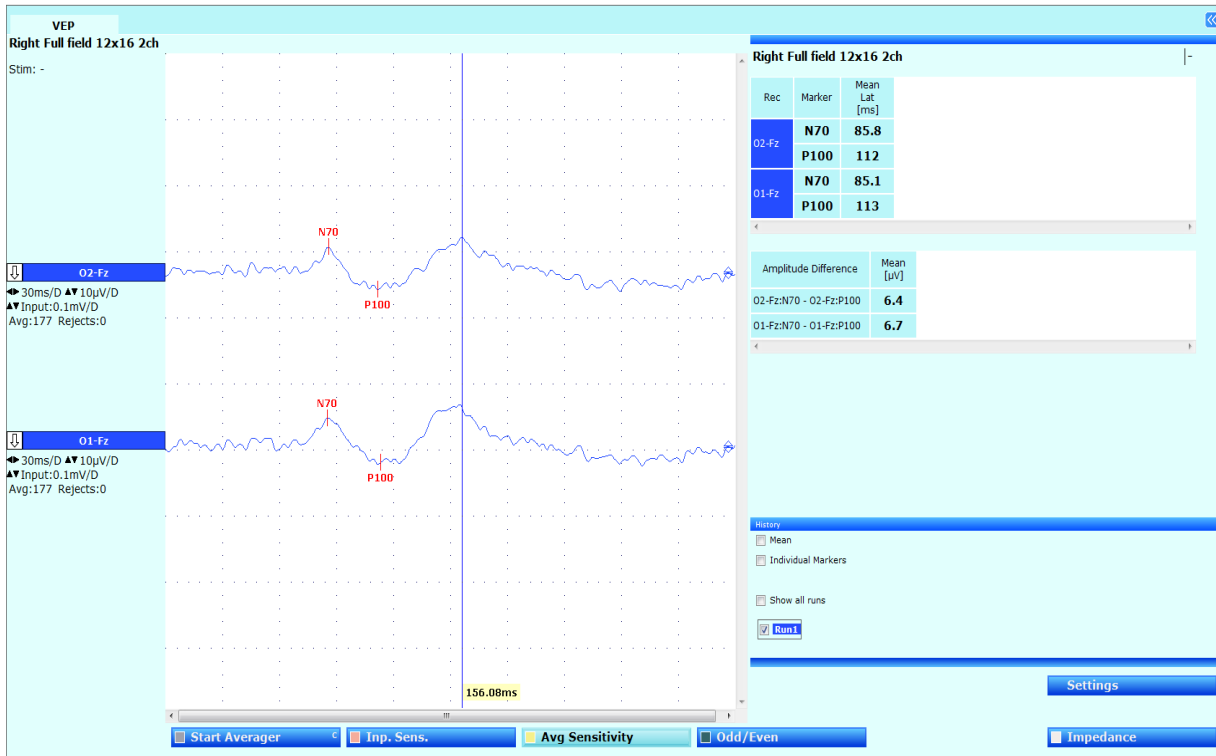 VEP
Right Full field 12x16 2ch
Stim: -
N70
P100
O2-Fz
30ms/D 10µV/D
Input:0.1mV/D
Avg:177 Rejects:0
N70
P100
O1-Fz
30ms/D 10µV/D
Input:0.1mV/D
Avg:177 Rejects:0
156.08ms
Right Full field 12x16 2ch
-
Rec Marker Mean Lat [ms]
O2-Fz N70 85.8
P100 112
O1-Fz N70 85.1
P100 113
Amplitude Difference Mean [µV]
O2-Fz:N70 - O2-Fz:P100 6.4
O1-Fz:N70 - O1-Fz:P100 6.7
History
Mean
Individual Markers
Show all runs
Run1
Settings
Start Averager C
Inp. Sens.
Avg Sensitivity
Odd/Even
Impedance